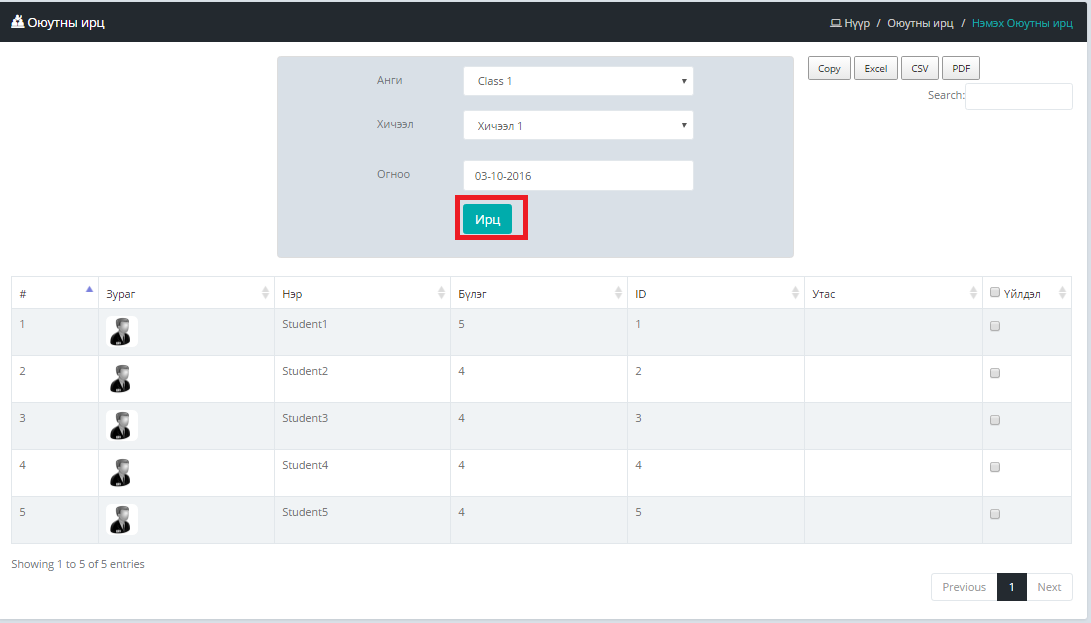 Оюутны ирц
Нүүр / Оюутны ирц / Нэмэх Оюутны ирц
Анги Class 1
Хичээл Хичээл 1
Огноо 03-10-2016
Ирц
Copy Excel CSV PDF
Search:
# Зураг Нэр Бүлэг ID Утас Үйлдэл
1 Student1 5 1
2 Student2 4 2
3 Student3 4 3
4 Student4 4 4
5 Student5 4 5
Showing 1 to 5 of 5 entries
Previous 1 Next